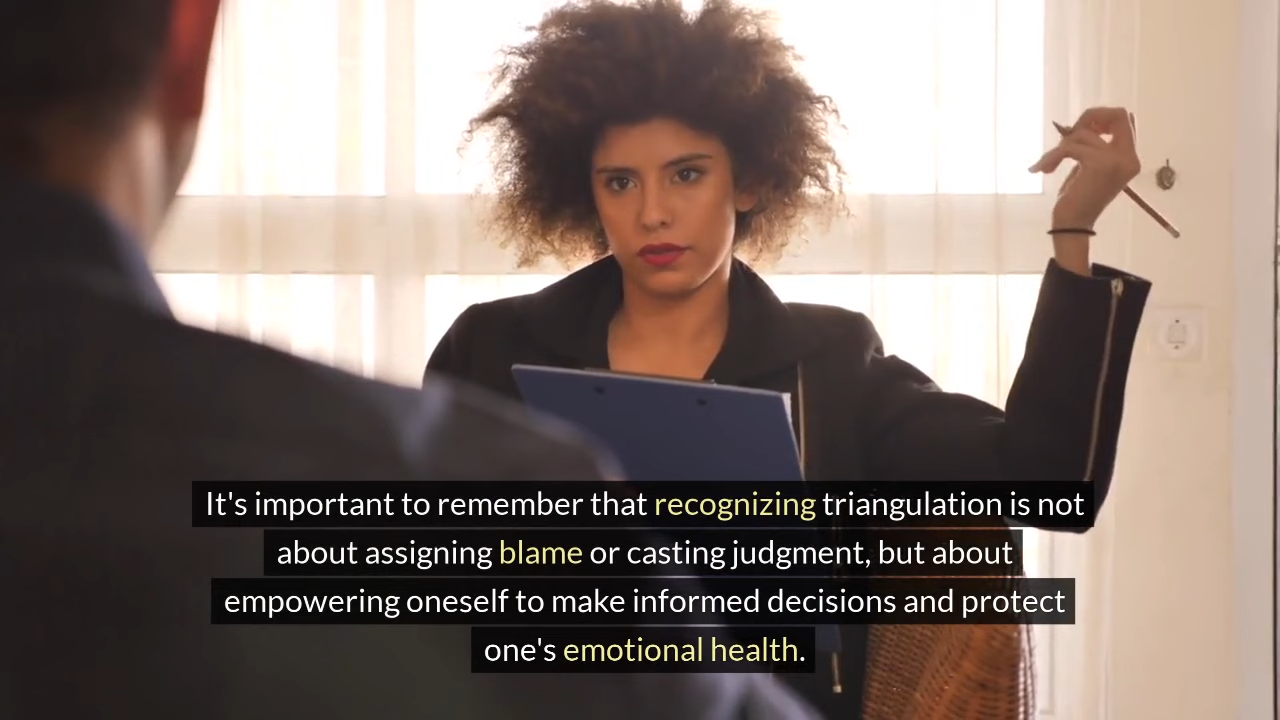 It's important to remember that recognizing triangulation is not
about assigning blame or casting judgment, but about
empowering oneself to make informed decisions and protect
one's emotional health.